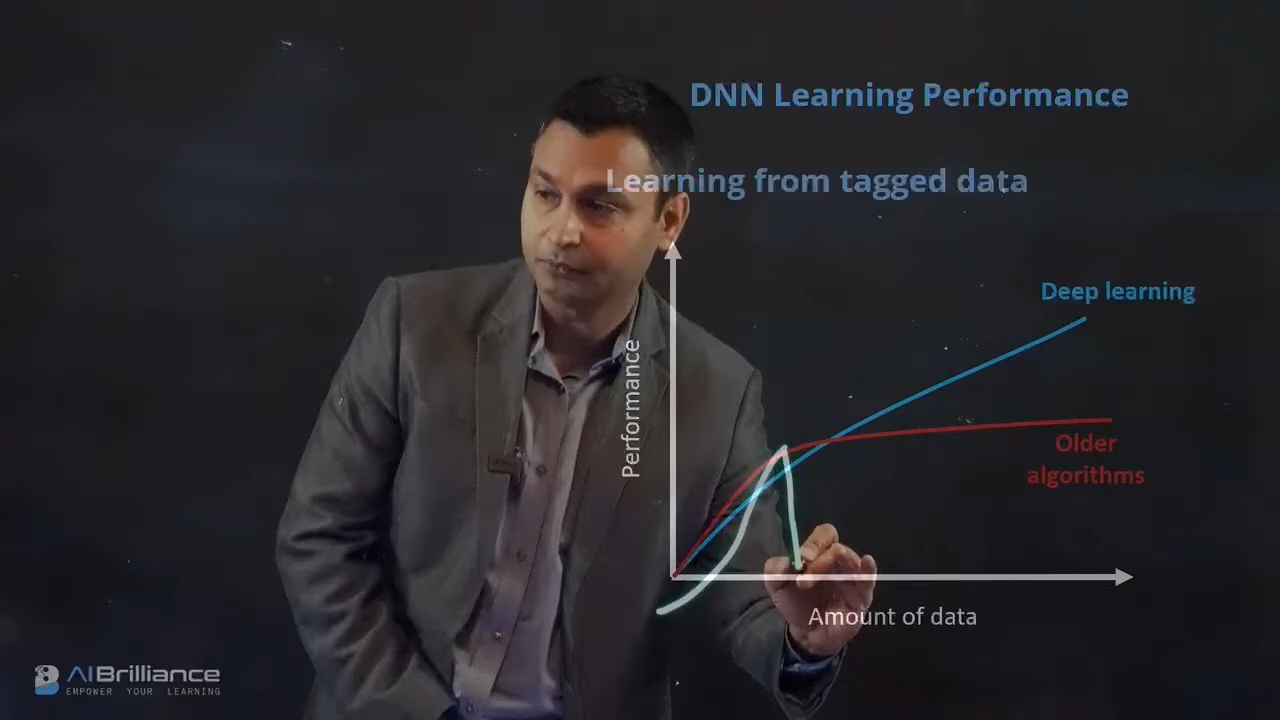 DNN Learning Performance
Learning from tagged data
Deep learning
Performance
Older
algorithms
Amount of data
AIBrilliance
EMPOWER YOUR LEARNING